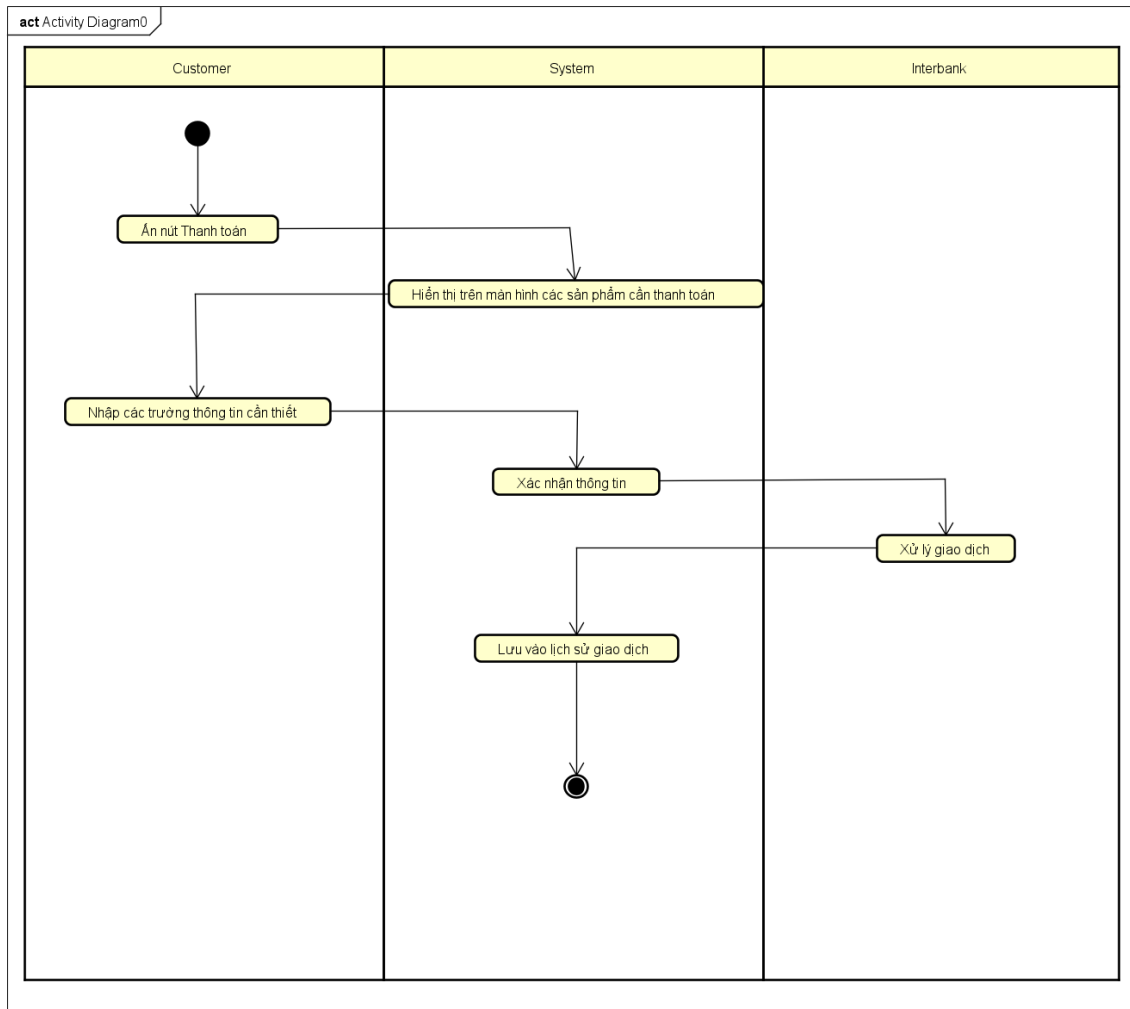 act Activity Diagram0
Customer
System
Interbank
Ấn nút Thanh toán
Hiển thị trên màn hình các sản phẩm cần thanh toán
Nhập các trường thông tin cần thiết
Xác nhận thông tin
Xử lý giao dịch
Lưu vào lịch sử giao dịch